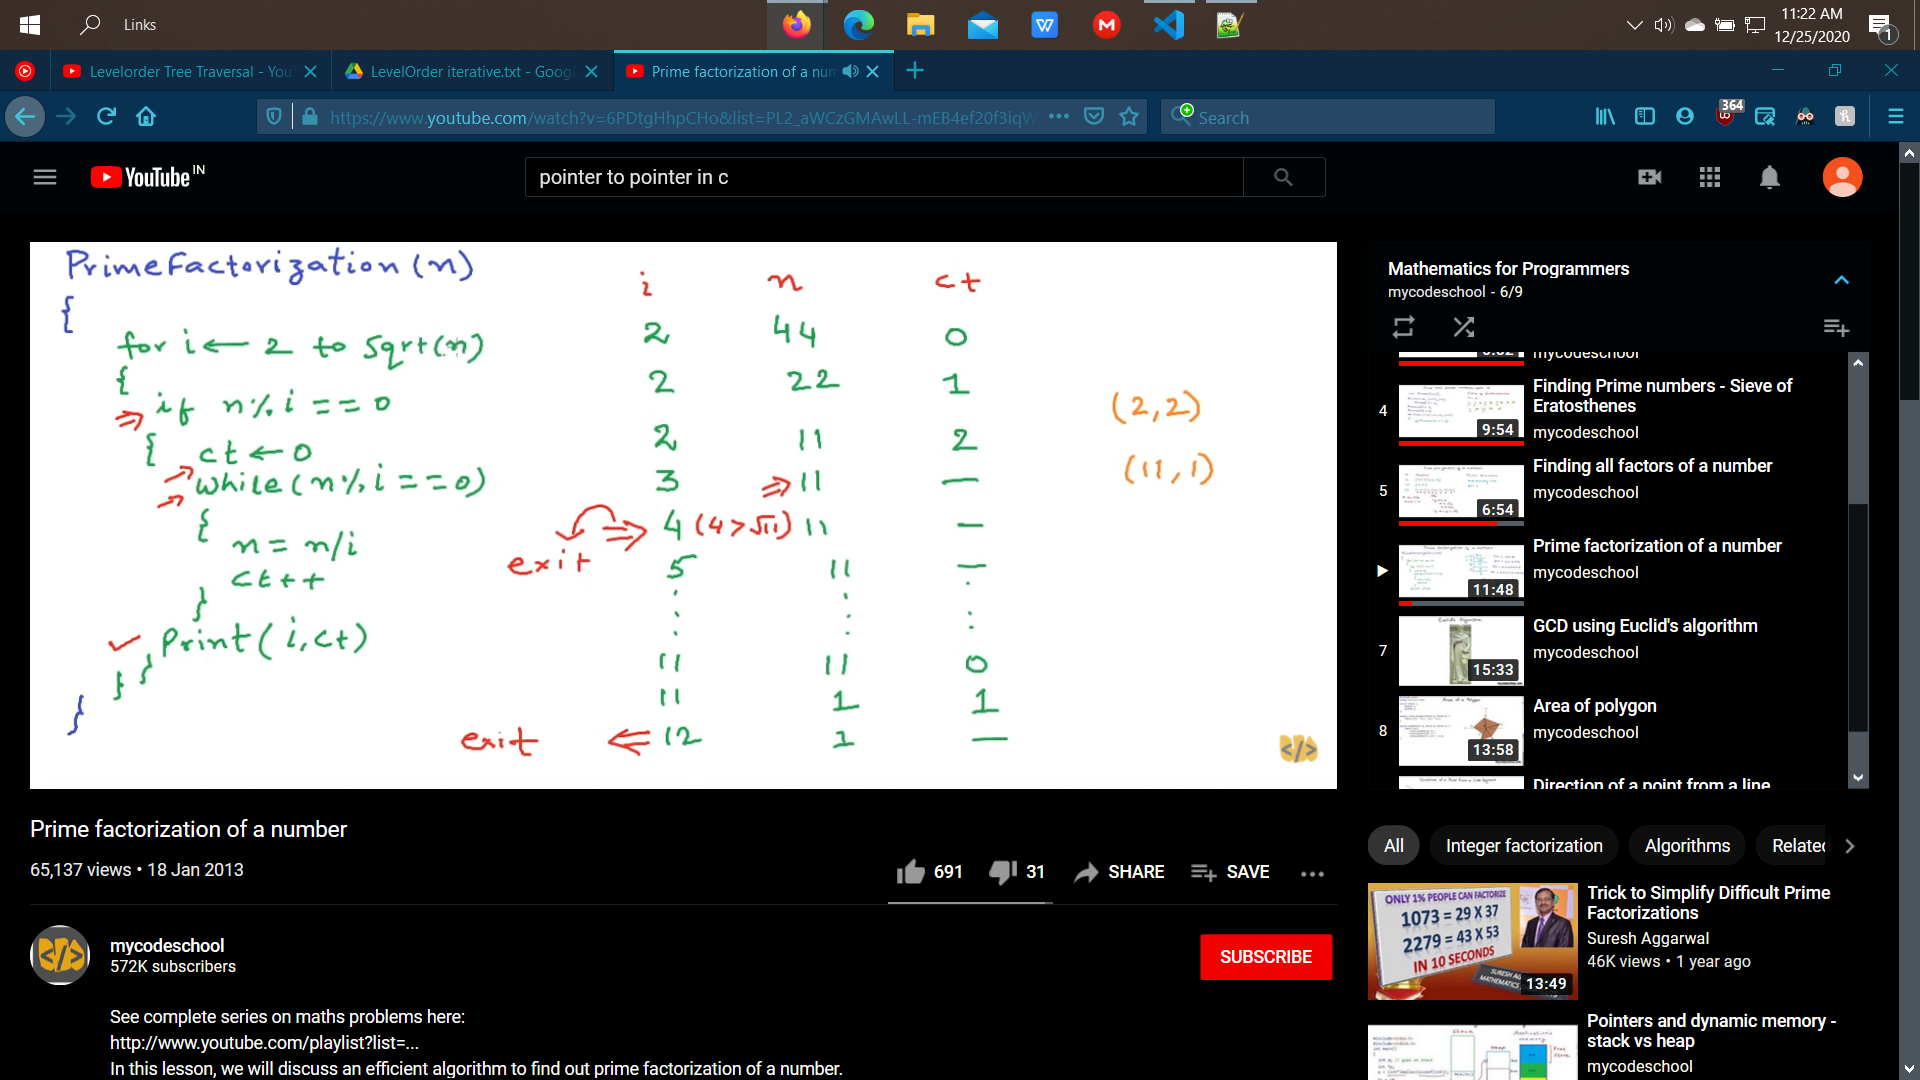 Links
11:22 AM
12/25/2020
1
Levelorder Tree Traversal - You
LevelOrder iterative.txt - Goog
Prime factorization of a num
https://www.youtube.com/watch?v=6PDtgHhpCHo&list=PL2_aWCzGMAwLL-mEB4ef20f3iqW
Search
364
YouTube IN
pointer to pointer in c
PrimeFactorization(n)
{
for i ← 2 to Sqrt(n)
{
if n% i == 0
{ ct ← 0
while(n% i == 0)
{
n = n/i
ct++
}
Print(i,ct)
}
}
}
i n ct
2 44 0
2 22 1
2 11 2
3 11 —
exit 4 (4>√11) 11 —
5 11 —
11 11 0
11 1 1
exit 12 1 —
(2,2)
(11,1)
</>
Prime factorization of a number
65,137 views • 18 Jan 2013
691
31
SHARE
SAVE
mycodeschool
572K subscribers
SUBSCRIBE
See complete series on maths problems here:
http://www.youtube.com/playlist?list=...
In this lesson, we will discuss an efficient algorithm to find out prime factorization of a number.
Mathematics for Programmers
mycodeschool - 6/9
mycodeschool
4
9:54
Finding Prime numbers - Sieve of
Eratosthenes
mycodeschool
5
6:54
Finding all factors of a number
mycodeschool
11:48
Prime factorization of a number
mycodeschool
7
15:33
GCD using Euclid's algorithm
mycodeschool
8
13:58
Area of polygon
mycodeschool
Direction of a point from a line
All
Integer factorization
Algorithms
Related
ONLY 1% PEOPLE CAN FACTORIZE
1073 = 29 X 37
2279 = 43 X 53
IN 10 SECONDS
13:49
Trick to Simplify Difficult Prime
Factorizations
Suresh Aggarwal
46K views • 1 year ago
Pointers and dynamic memory -
stack vs heap
mycodeschool